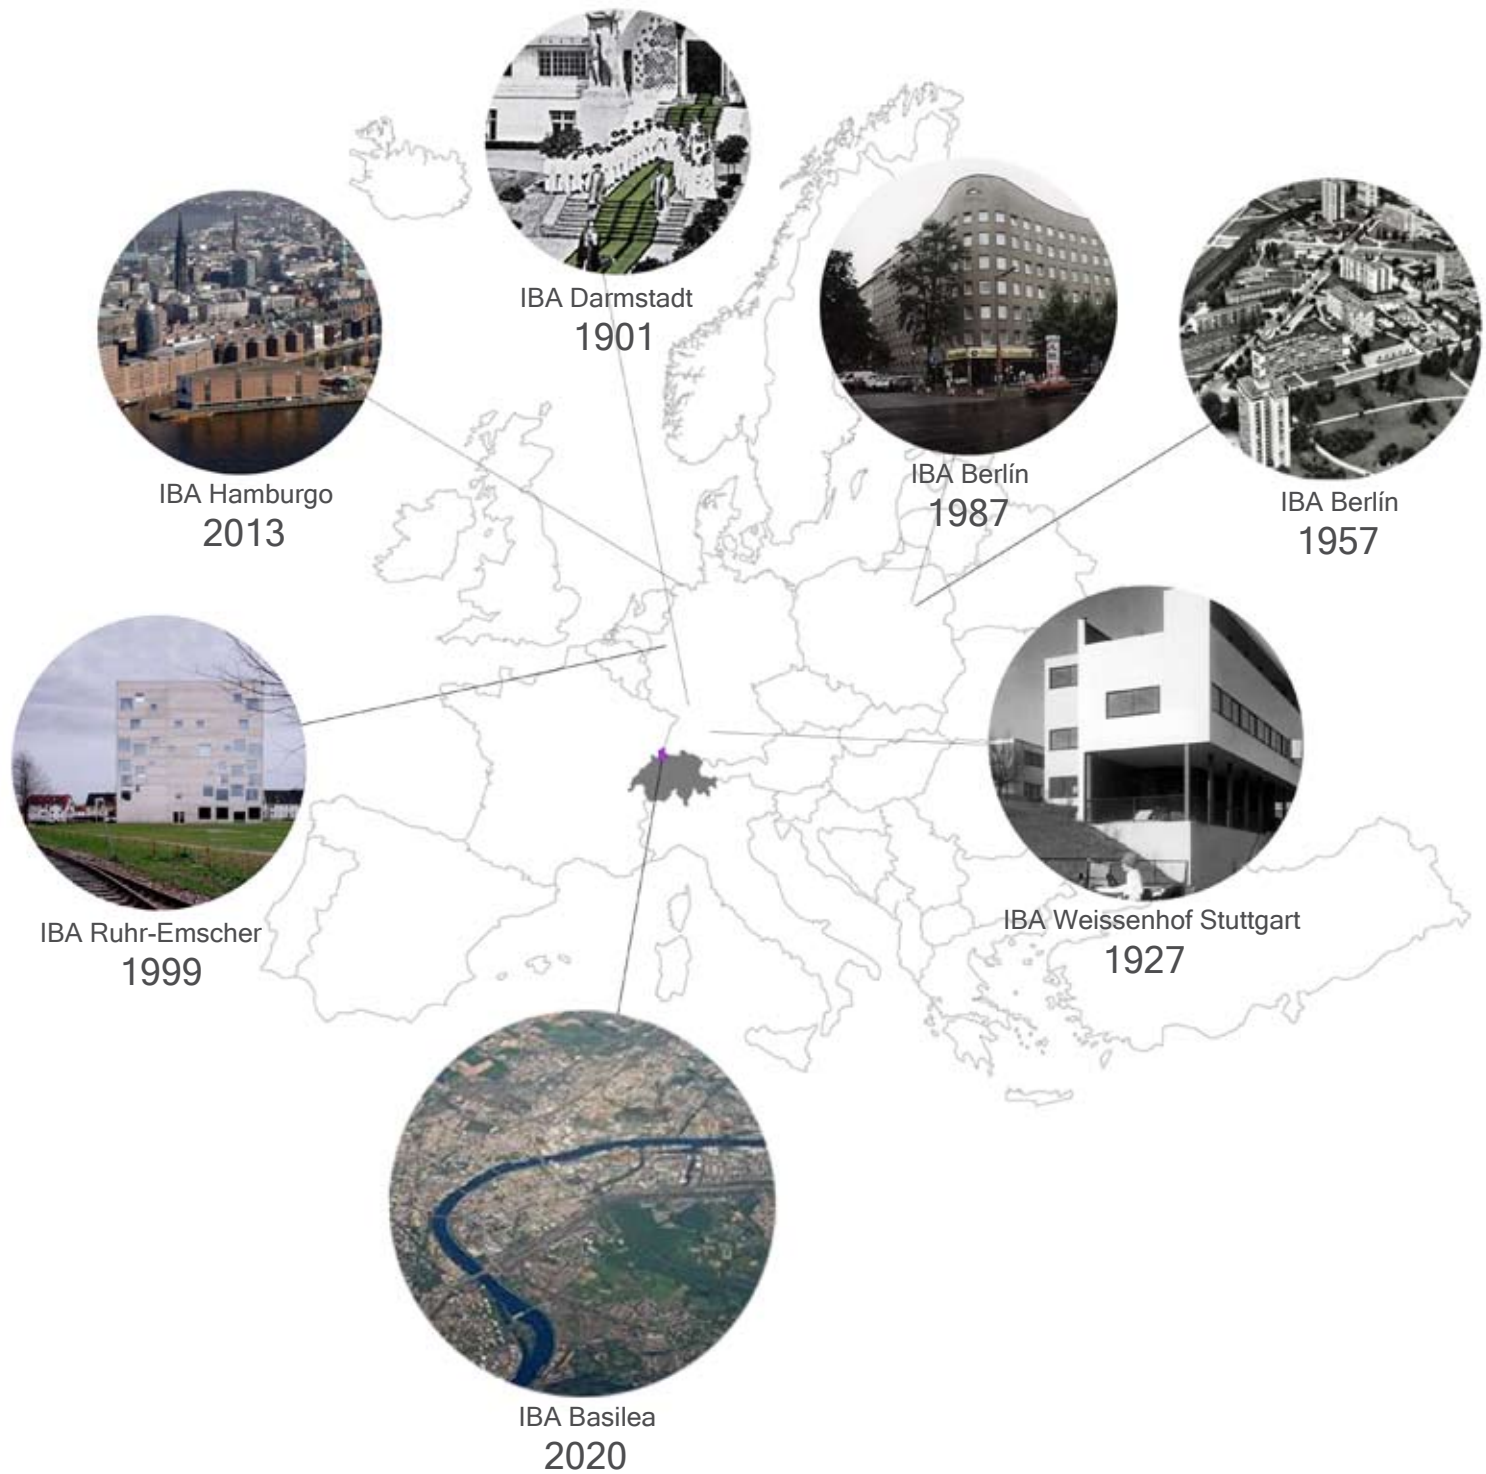 IBA Darmstadt
1901
IBA Hamburgo
2013
IBA Berlín
1987
IBA Berlín
1957
IBA Ruhr-Emscher
1999
IBA Weissenhof Stuttgart
1927
IBA Basilea
2020